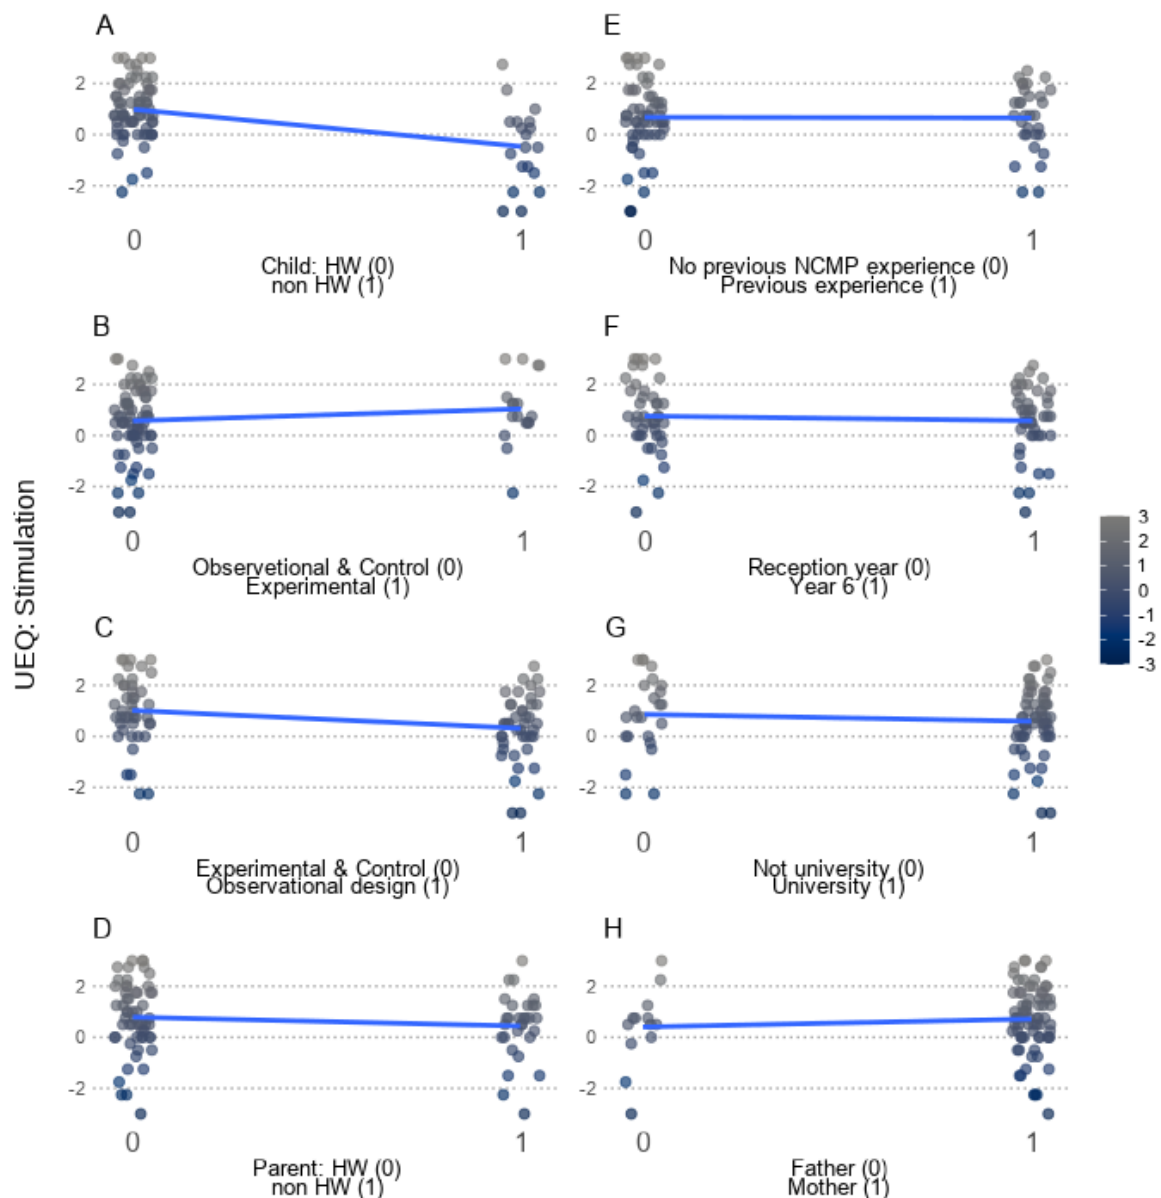 A
2
0
-2
0 1
Child: HW (0)
non HW (1)
E
2
0
-2
0 1
No previous NCMP experience (0)
Previous experience (1)
B
2
0
-2
0 1
Observetional & Control (0)
Experimental (1)
F
2
0
-2
0 1
Reception year (0)
Year 6 (1)
UEQ: Stimulation
C
2
0
-2
0 1
Experimental & Control (0)
Observational design (1)
G
2
0
-2
0 1
Not university (0)
University (1)
D
2
0
-2
0 1
Parent: HW (0)
non HW (1)
H
2
0
-2
0 1
Father (0)
Mother (1)
3
2
1
0
-1
-2
-3